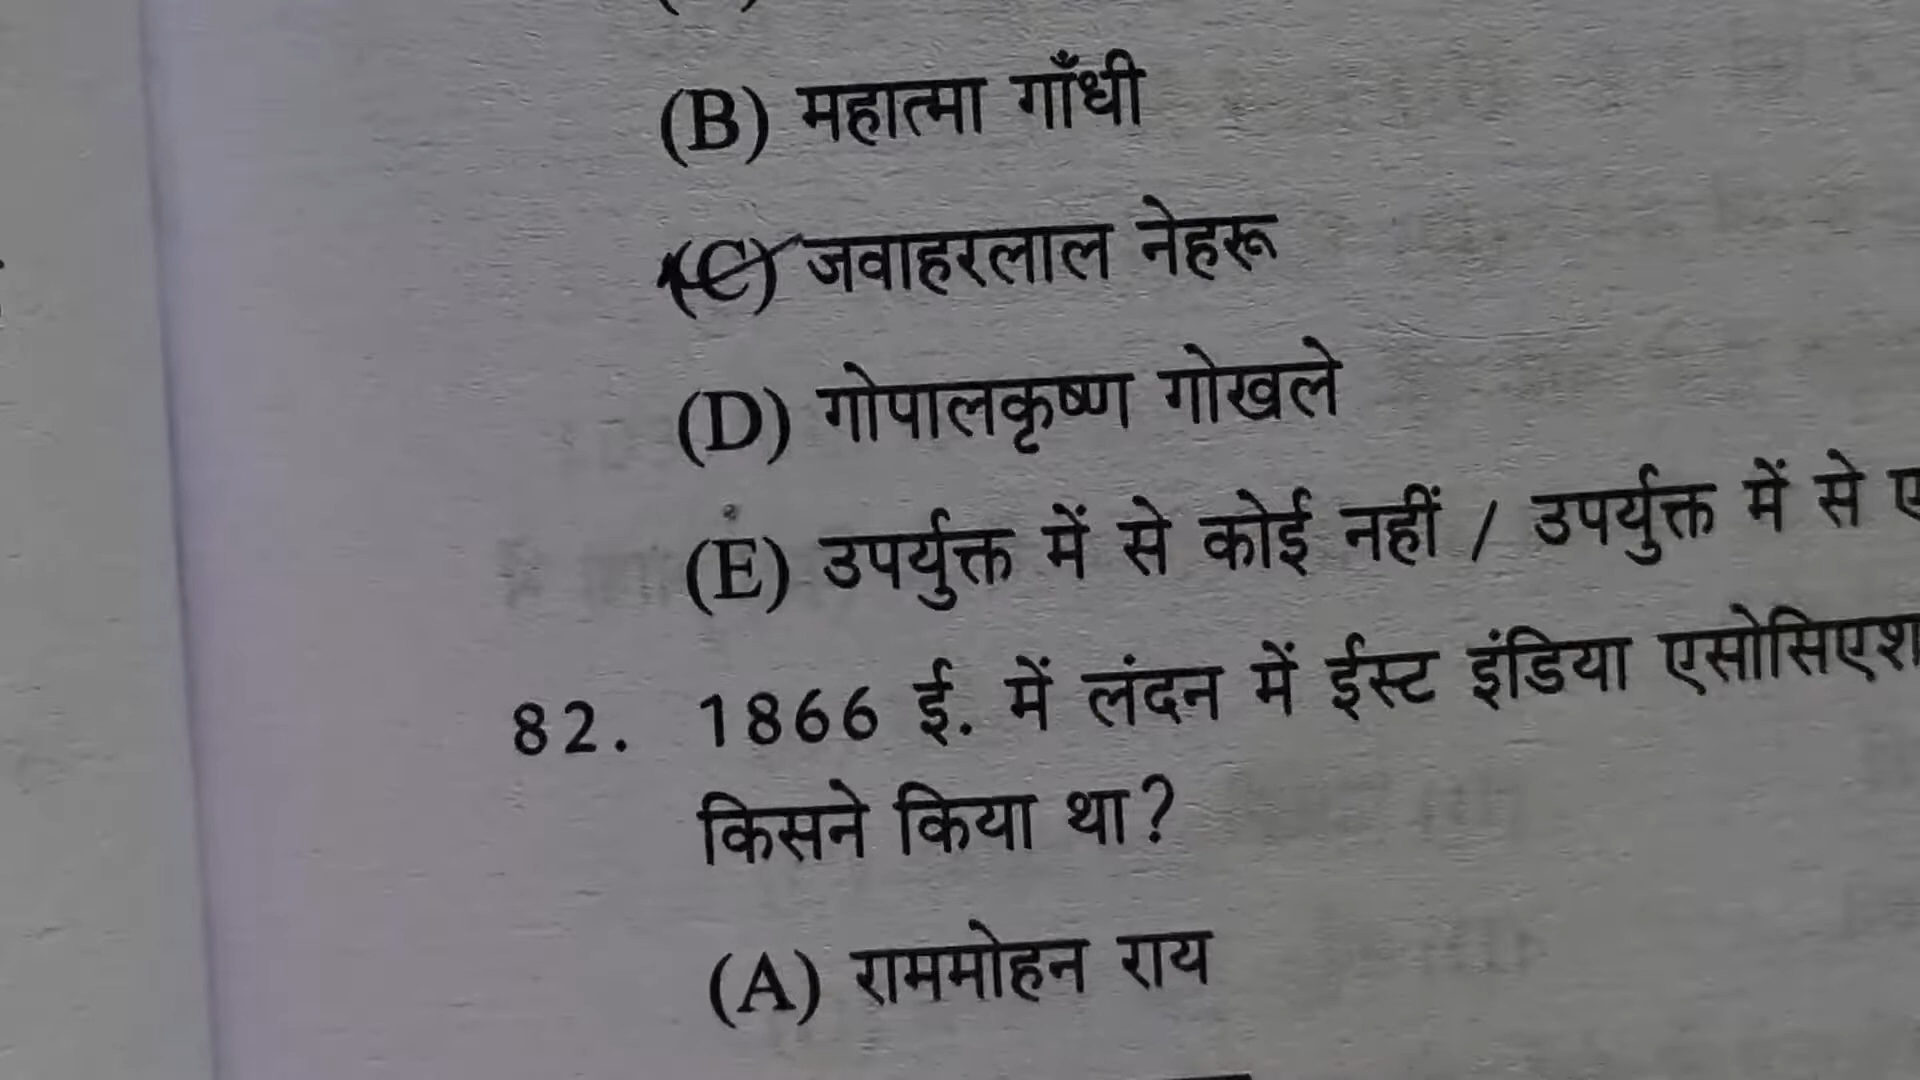 (B) महात्मा गाँधी
(C) जवाहरलाल नेहरू
(D) गोपालकृष्ण गोखले
(E) उपर्युक्त में से कोई नहीं / उपर्युक्त में से
82. 1866 ई. में लंदन में ईस्ट इंडिया एसोसिएश
किसने किया था?
(A) राममोहन राय